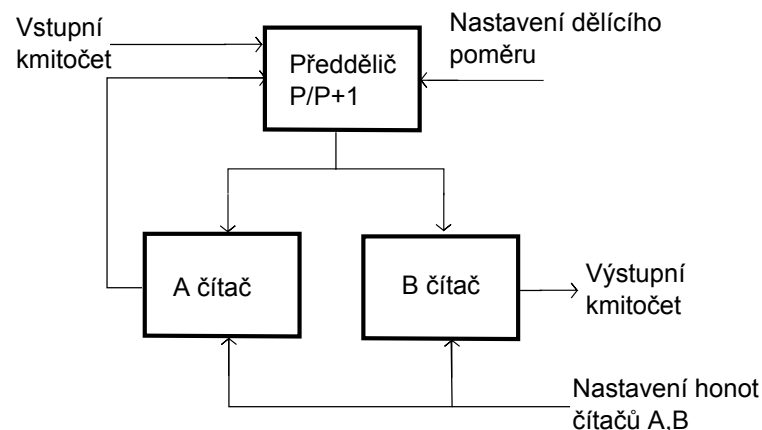 Vstupní
kmitočet
Nastavení dělícího
poměru
Předdělič
P/P+1
A čítač
B čítač
Výstupní
kmitočet
Nastavení honot
čítačů A,B